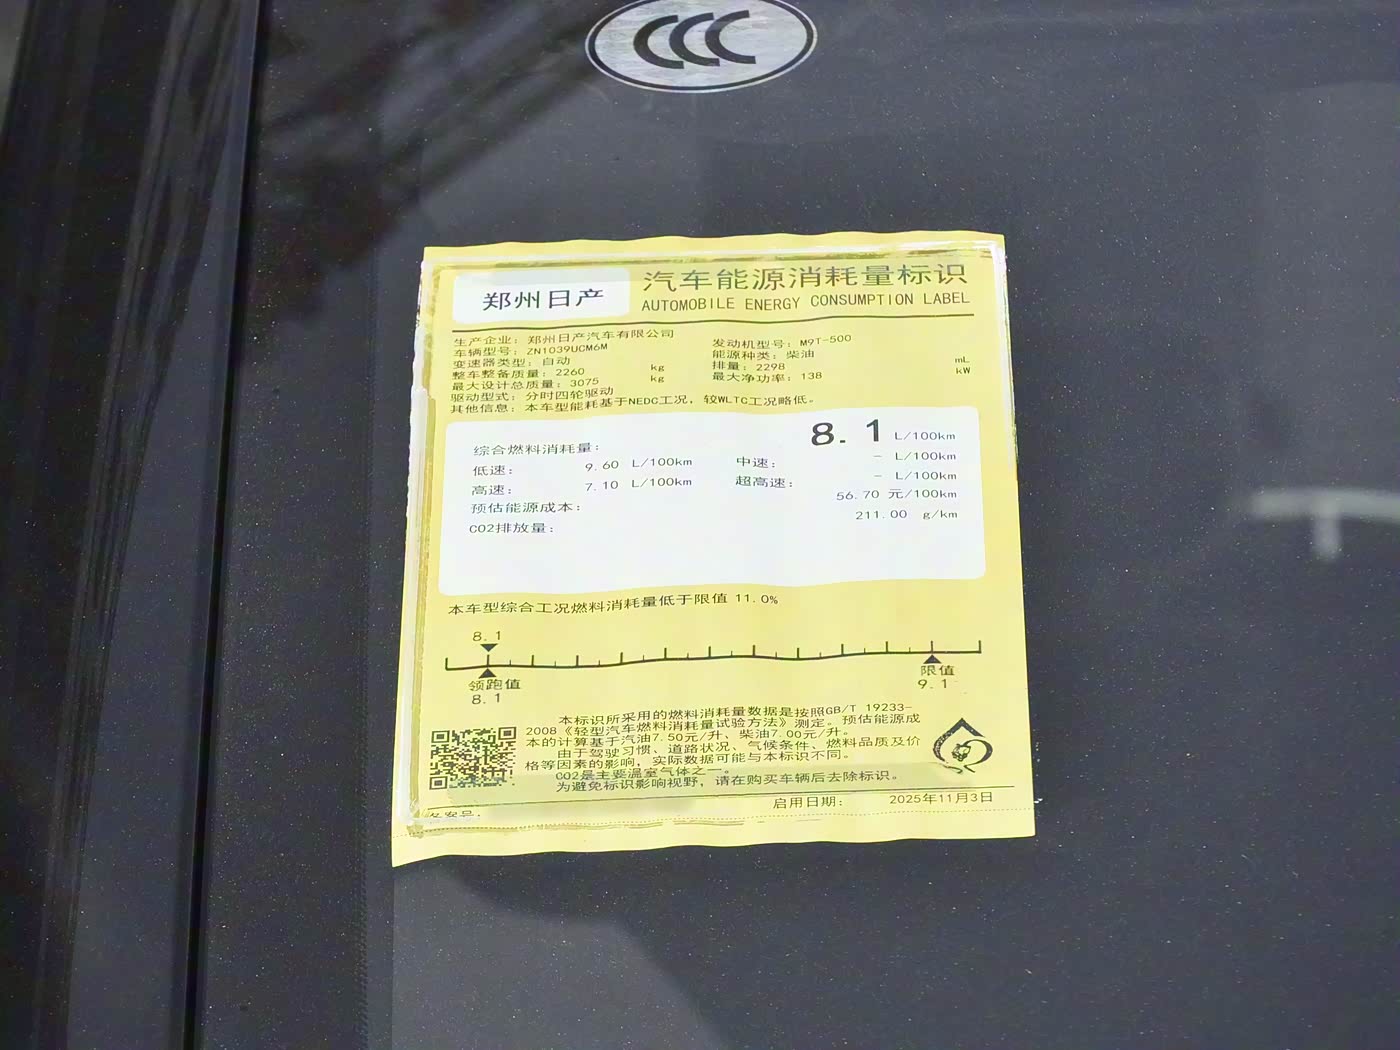 CCC
郑州日产
汽车能源消耗量标识
AUTOMOBILE ENERGY CONSUMPTION LABEL
生产企业：郑州日产汽车有限公司
车辆型号：ZN1039UCM6M
变速器类型：自动
整车整备质量：2260 kg
最大设计总质量：3075 kg
驱动型式：分时四轮驱动
其他信息：本车型能耗基于NEDC工况，较WLTC工况略低。
发动机型号：M9T-500
能源种类：柴油
排量：2298 mL
最大净功率：138 kW
综合燃料消耗量： 8.1 L/100km
低速： 9.60 L/100km 中速： - L/100km
高速： 7.10 L/100km 超高速： - L/100km
预估能源成本： 56.70 元/100km
CO2排放量： 211.00 g/km
本车型综合工况燃料消耗量低于限值 11.0%
8.1
领跑值
8.1
限值
9.1
本标识所采用的燃料消耗量数据是按照GB/T 19233-
2008《轻型汽车燃料消耗量试验方法》测定。预估能源成
本的计算基于汽油7.50元/升、柴油7.00元/升。
由于驾驶习惯、道路状况、气候条件、燃料品质及价
格等因素的影响，实际数据可能与本标识不同。
CO2是主要温室气体之一。
为避免标识影响视野，请在购买车辆后去除标识。
备案号：
启用日期： 2025年11月3日